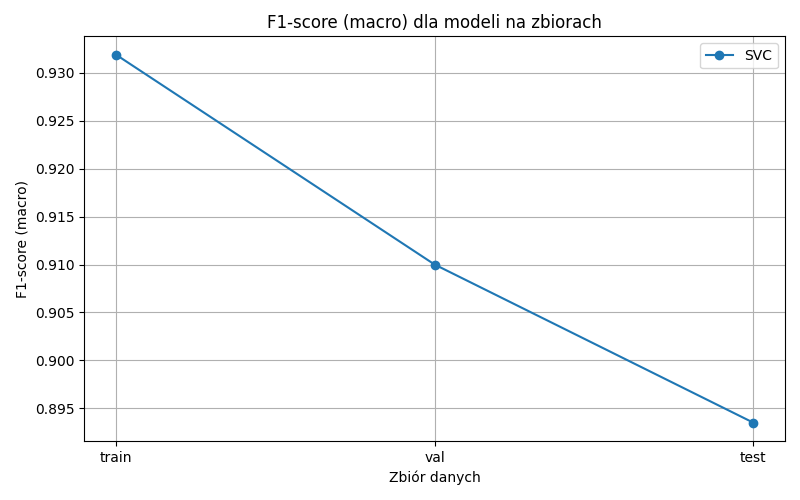 F1-score (macro) dla modeli na zbiorach
SVC
0.930
0.925
0.920
0.915
0.910
0.905
0.900
0.895
F1-score (macro)
train
val
test
Zbiór danych